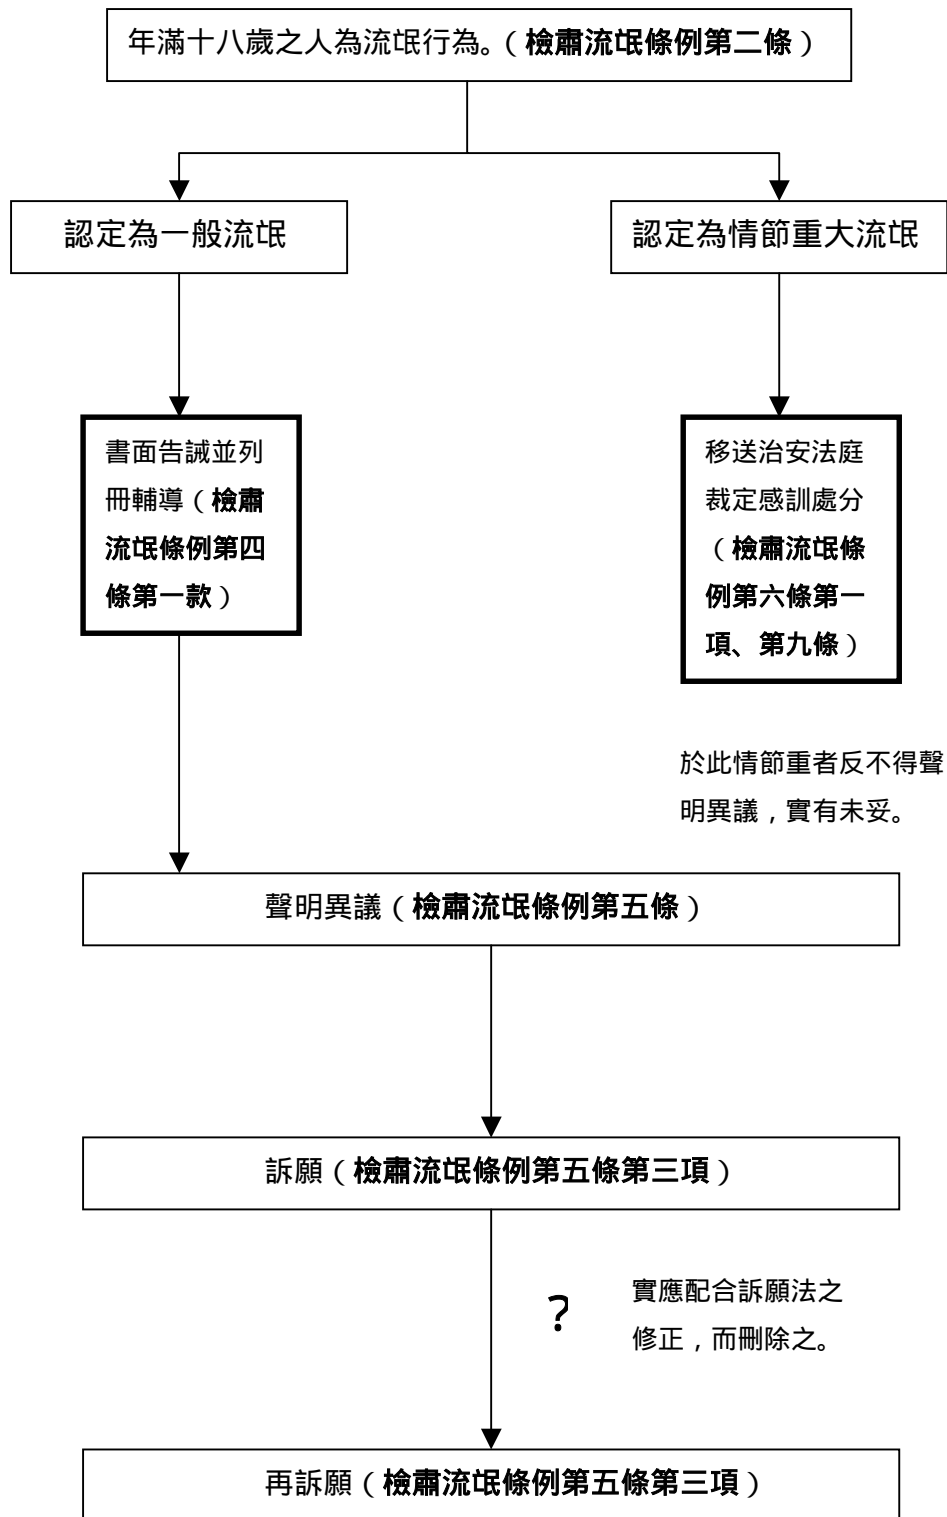 年滿十八歲之人為流氓行為。(檢肅流氓條例第二條)
認定為一般流氓
認定為情節重大流氓
書面告誡並列
冊輔導(檢肅
流氓條例第四
條第一款)
移送治安法庭
裁定感訓處分
(檢肅流氓條
例第六條第一
項、第九條)
於此情節重者反不得聲
明異議,實有未妥。
聲明異議(檢肅流氓條例第五條)
訴願(檢肅流氓條例第五條第三項)
?
實應配合訴願法之
修正,而刪除之。
再訴願(檢肅流氓條例第五條第三項)